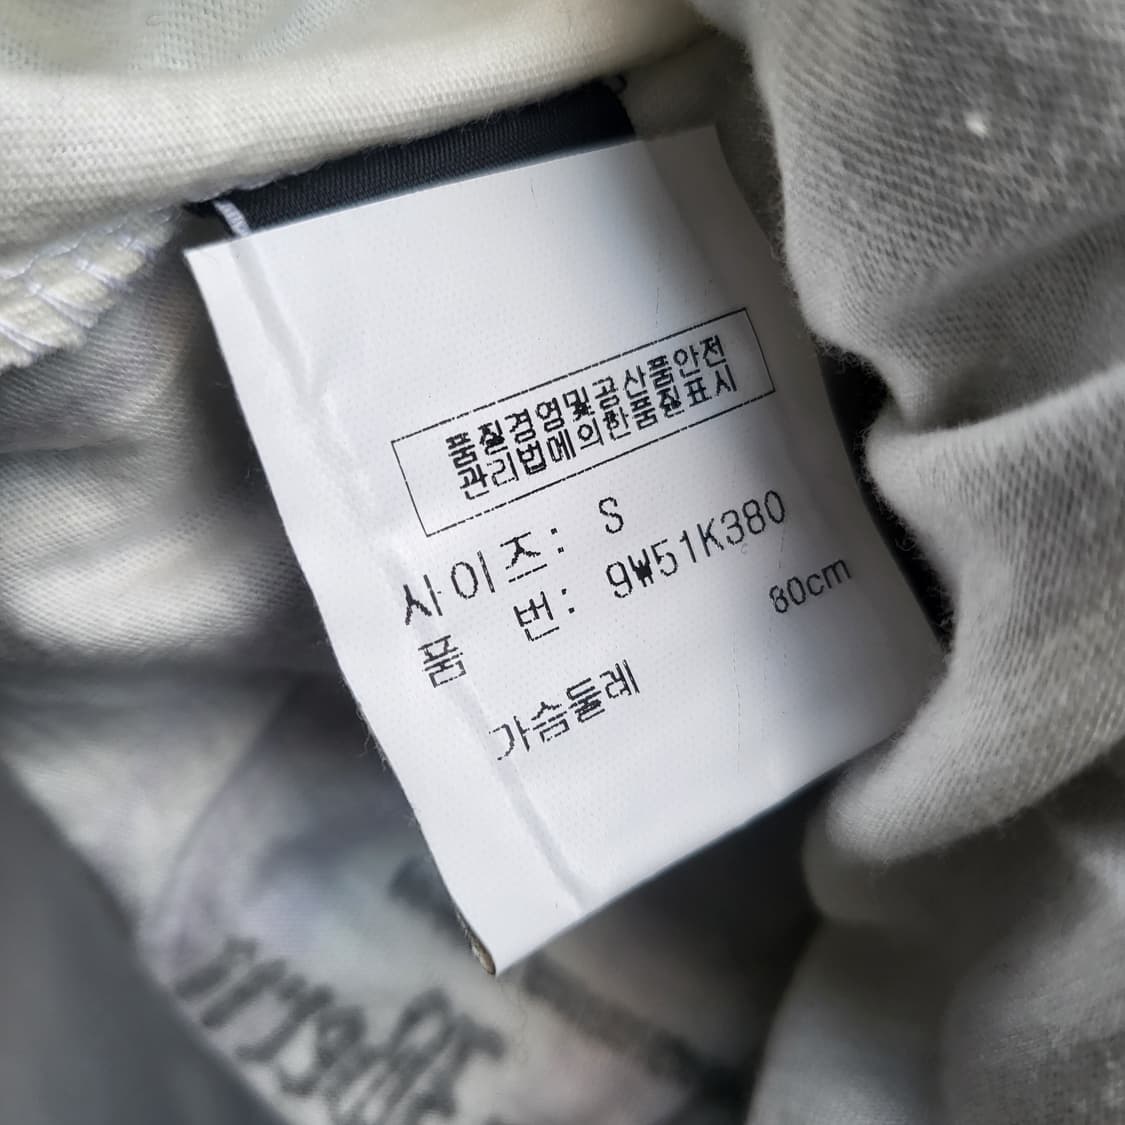 품질경영및공산품안전
관리법에의한품질표시
사이즈: S
품 번: 9W51K380
80cm
가슴둘레